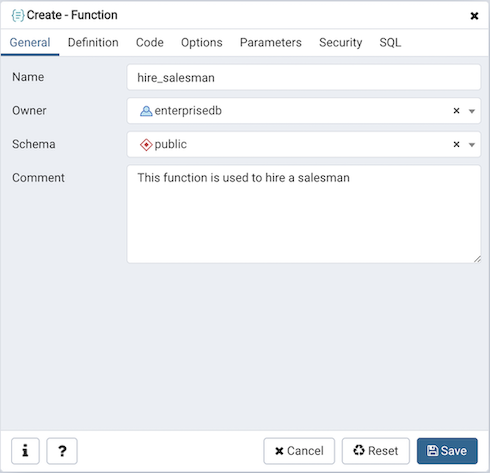 Create - Function
General Definition Code Options Parameters Security SQL
Name hire_salesman
Owner enterprisedb
Schema public
Comment This function is used to hire a salesman
i ? Cancel Reset Save